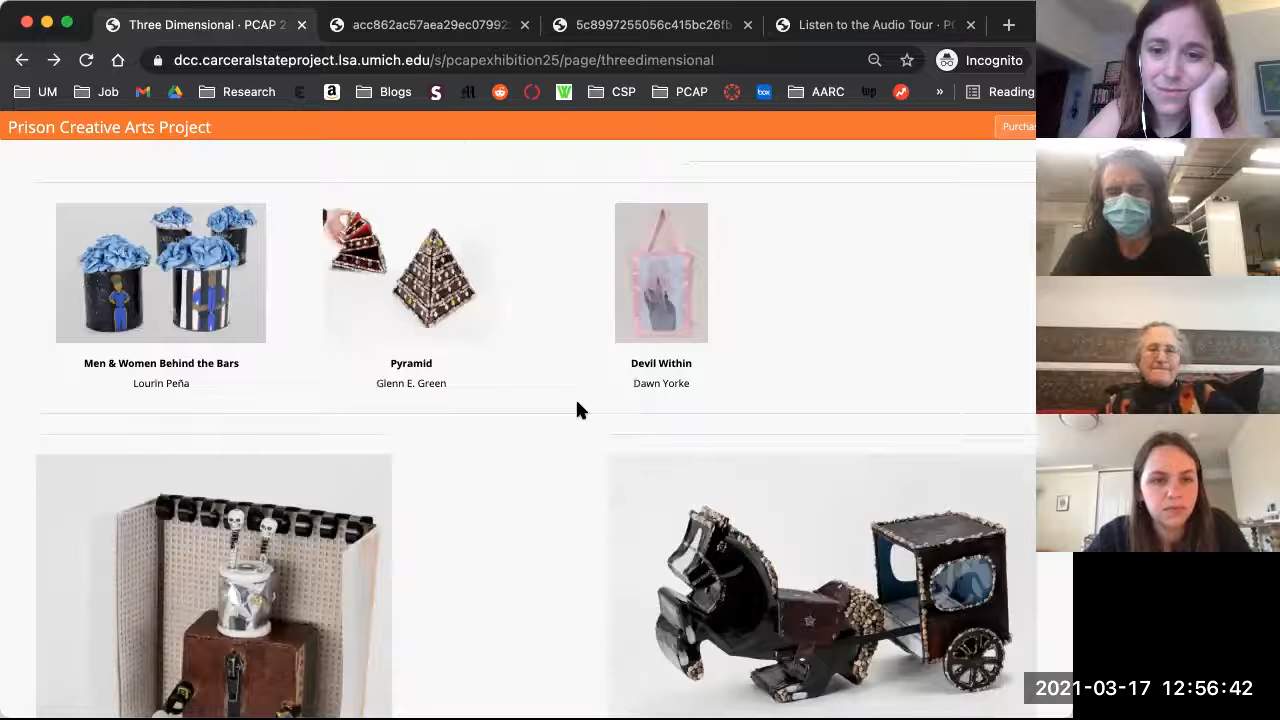 Three Dimensional · PCAP 2
acc862ac57aea29ec07992
5c8997255056c415bc26fb
Listen to the Audio Tour · PC
dcc.carceralstateproject.lsa.umich.edu/s/pcapexhibition25/page/threedimensional
Incognito
UM
Job
Research
Blogs
CSP
PCAP
AARC
Reading
Prison Creative Arts Project
Purchas
Men & Women Behind the Bars
Lourin Peña
Pyramid
Glenn E. Green
Devil Within
Dawn Yorke
2021-03-17 12:56:42